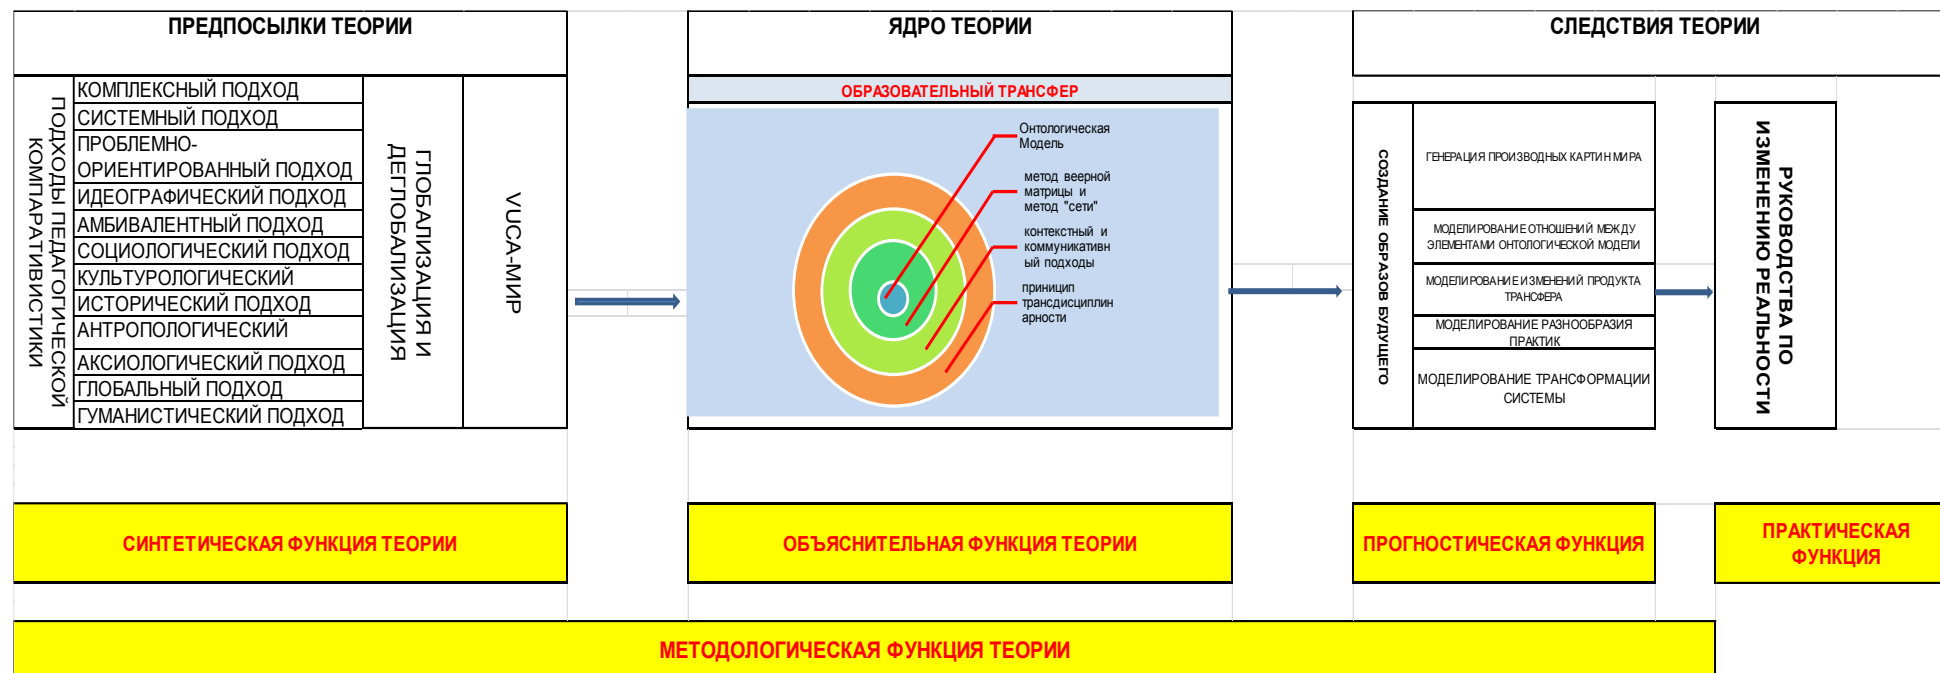 ПРЕДПОСЫЛКИ ТЕОРИИ
ЯДРО ТЕОРИИ
СЛЕДСТВИЯ ТЕОРИИ
ПОДХОДЫ ПЕДАГОГИЧЕСКОЙ
КОМПАРАТИВИСТИКИ
КОМПЛЕКСНЫЙ ПОДХОД
СИСТЕМНЫЙ ПОДХОД
ПРОБЛЕМНО-
ОРИЕНТИРОВАННЫЙ ПОДХОД
ИДЕОГРАФИЧЕСКИЙ ПОДХОД
АМБИВАЛЕНТНЫЙ ПОДХОД
СОЦИОЛОГИЧЕСКИЙ ПОДХОД
КУЛЬТУРОЛОГИЧЕСКИЙ
ИСТОРИЧЕСКИЙ ПОДХОД
АНТРОПОЛОГИЧЕСКИЙ
АКСИОЛОГИЧЕСКИЙ ПОДХОД
ГЛОБАЛЬНЫЙ ПОДХОД
ГУМАНИСТИЧЕСКИЙ ПОДХОД
ГЛОБАЛИЗАЦИЯ И
ДЕГЛОБАЛИЗАЦИЯ
VUCA-МИР
ОБРАЗОВАТЕЛЬНЫЙ ТРАНСФЕР
Онтологическая
Модель
метод веерной
матрицы и
метод "сети"
контекстный и
коммуникативн
ый подходы
приницип
трансдисциплин
арности
СОЗДАНИЕ ОБРАЗОВ БУДУЩЕГО
ГЕНЕРАЦИЯ ПРОИЗВОДНЫХ КАРТИН МИРА
МОДЕЛИРОВАНИЕ ОТНОШЕНИЙ МЕЖДУ
ЭЛЕМЕНТАМИ ОНТОЛОГИЧЕСКОЙ МОДЕЛИ
МОДЕЛИРОВАНИЕ ИЗМЕНЕНИЙ ПРОДУКТА
ТРАНСФЕРА
МОДЕЛИРОВАНИЕ РАЗНООБРАЗИЯ
ПРАКТИК
МОДЕЛИРОВАНИЕ ТРАНСФОРМАЦИИ
СИСТЕМЫ
РУКОВОДСТВА ПО
ИЗМЕНЕНИЮ РЕАЛЬНОСТИ
СИНТЕТИЧЕСКАЯ ФУНКЦИЯ ТЕОРИИ
ОБЪЯСНИТЕЛЬНАЯ ФУНКЦИЯ ТЕОРИИ
ПРОГНОСТИЧЕСКАЯ ФУНКЦИЯ
ПРАКТИЧЕСКАЯ
ФУНКЦИЯ
МЕТОДОЛОГИЧЕСКАЯ ФУНКЦИЯ ТЕОРИИ